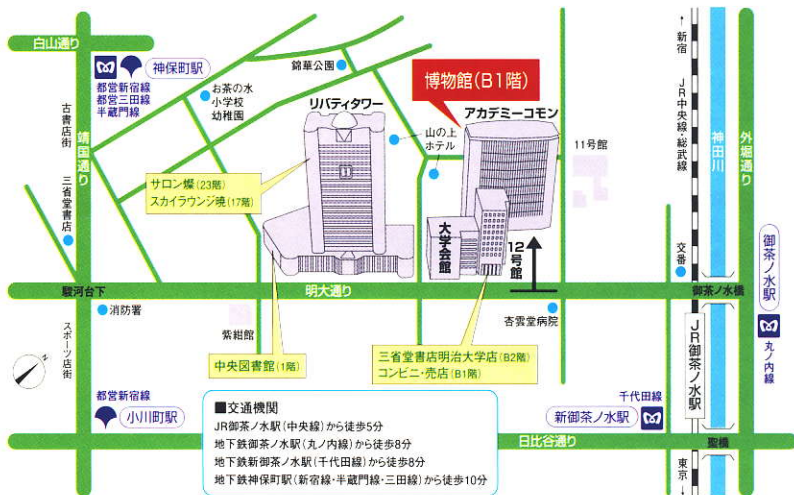 白山通り
神保町駅
都営新宿線
都営三田線
半蔵門線
お茶の水
小学校
幼稚園
錦華公園
リバティタワー
博物館(B1階)
アカデミーコモン
山の上
ホテル
11号館
↑新宿
JR中央線・総武線
神田川
外堀通り
古書店街
靖国通り
三省堂書店
サロン燦(23階)
スカイラウンジ暁(17階)
大学会館
12号館
交番
御茶ノ水駅
丸ノ内線
駿河台下
明大通り
御茶ノ水橋
消防署
紫紺館
杏雲堂病院
スポーツ店街
N
中央図書館(1階)
三省堂書店明治大学店(B2階)
コンビニ・売店(B1階)
JR御茶ノ水駅
都営新宿線
小川町駅
千代田線
新御茶ノ水駅
日比谷通り
聖橋
東京↓
■交通機関
JR御茶ノ水駅(中央線)から徒歩5分
地下鉄御茶ノ水駅(丸ノ内線)から徒歩8分
地下鉄新御茶ノ水駅(千代田線)から徒歩8分
地下鉄神保町駅(新宿線・半蔵門線・三田線)から徒歩10分